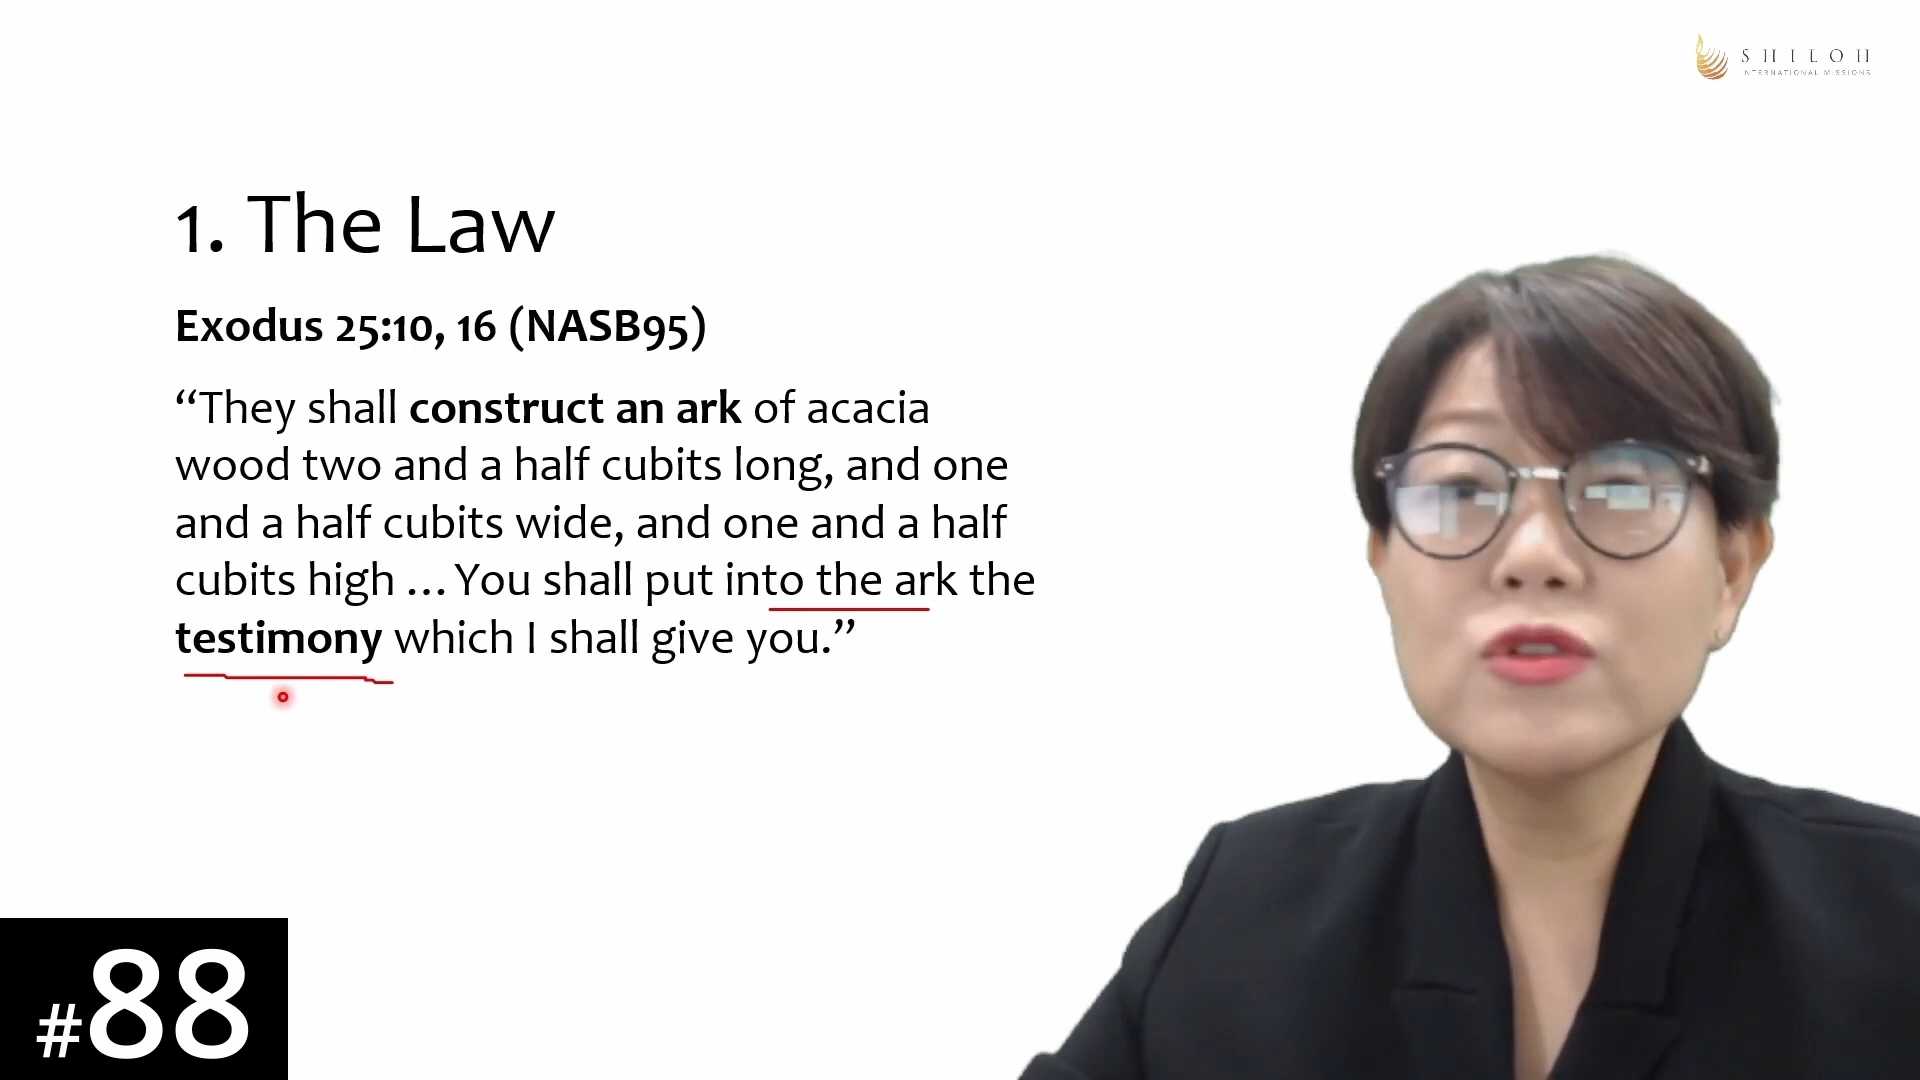 SHILOH
INTERNATIONAL MISSIONS
1. The Law
Exodus 25:10, 16 (NASB95)
“They shall construct an ark of acacia
wood two and a half cubits long, and one
and a half cubits wide, and one and a half
cubits high … You shall put into the ark the
testimony which I shall give you.”
#88